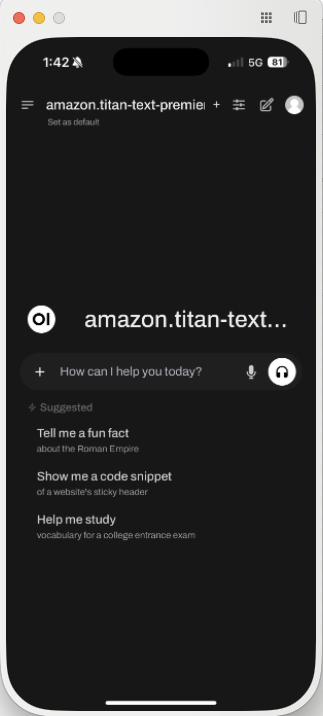 1:42
5G
81
amazon.titan-text-premier
Set as default
OI
amazon.titan-text...
How can I help you today?
Suggested
Tell me a fun fact
about the Roman Empire
Show me a code snippet
of a website's sticky header
Help me study
vocabulary for a college entrance exam